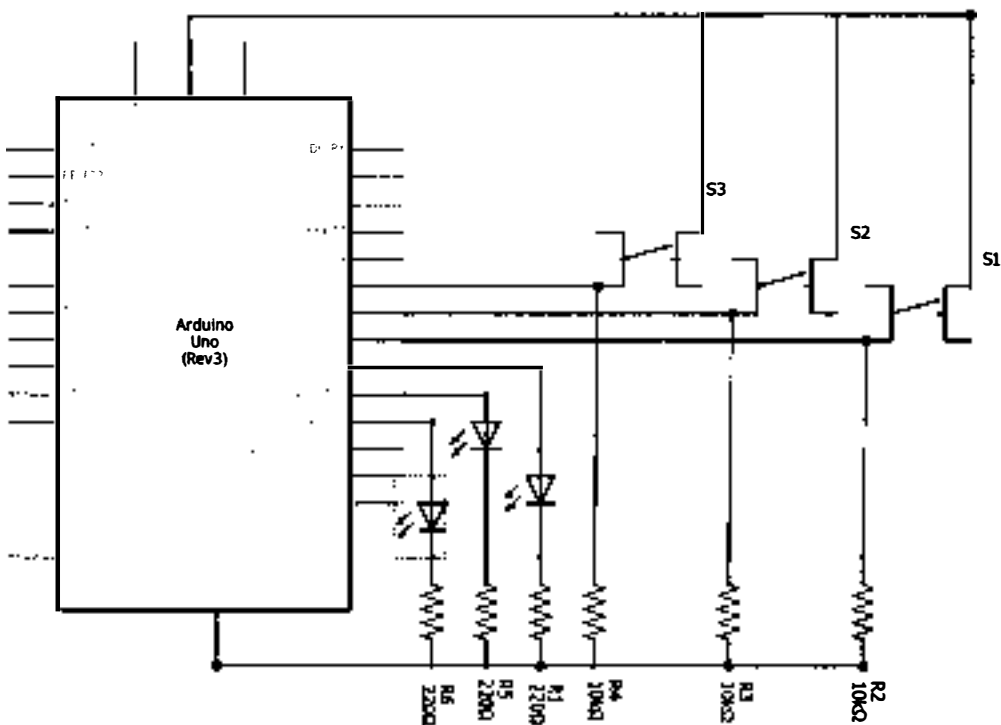 S3
S2
S1
Arduino
Uno
(Rev3)
R6
220Ω
R5
220Ω
R1
220Ω
R4
10kΩ
R3
10kΩ
R2
10kΩ